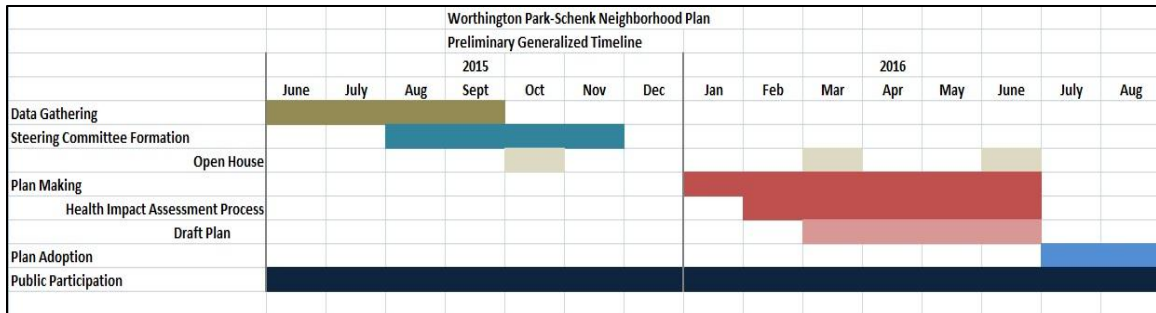 Worthington Park-Schenk Neighborhood Plan
Preliminary Generalized Timeline
2015 2016
June July Aug Sept Oct Nov Dec Jan Feb Mar Apr May June July Aug
Data Gathering
Steering Committee Formation
Open House
Plan Making
Health Impact Assessment Process
Draft Plan
Plan Adoption
Public Participation